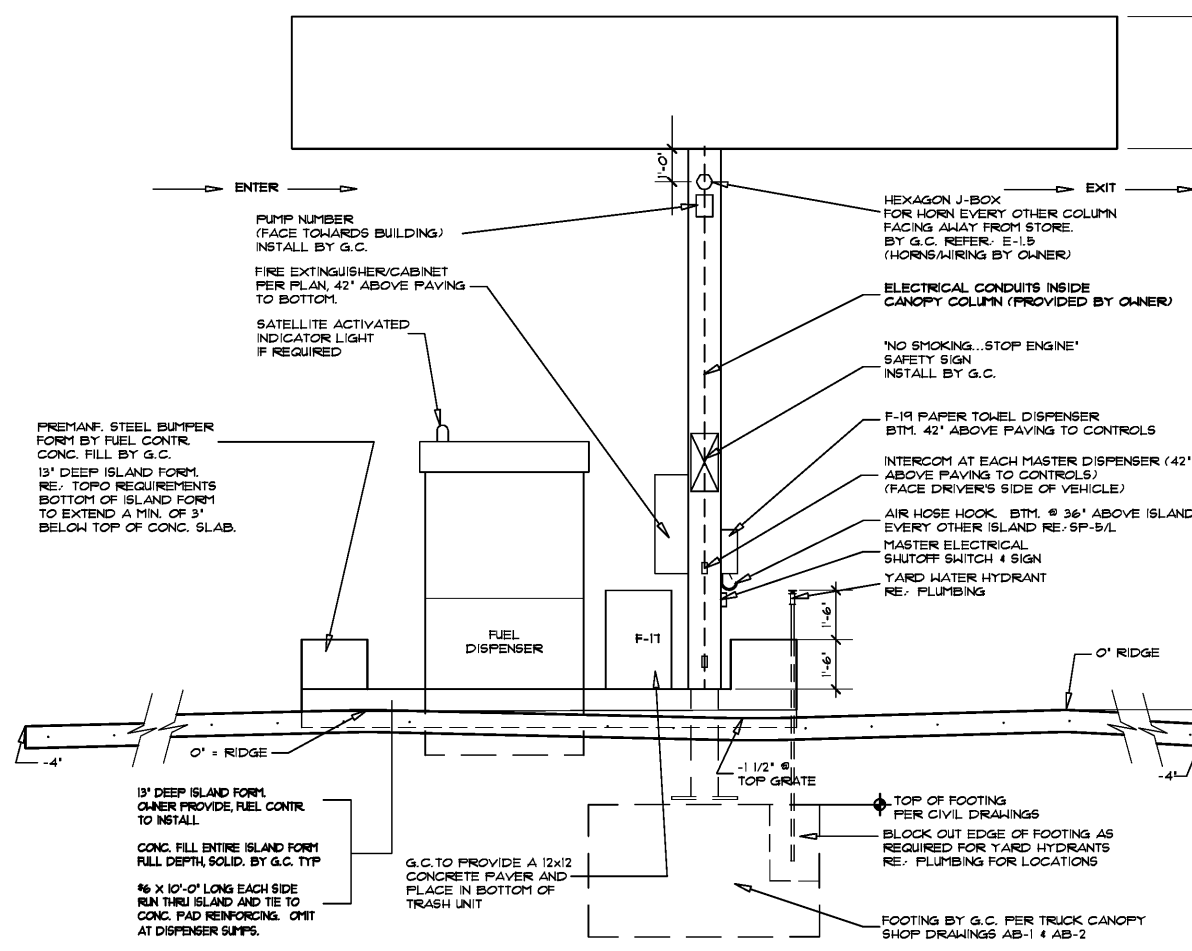 1'-0"
ENTER
EXIT
PUMP NUMBER
(FACE TOWARDS BUILDING)
INSTALL BY G.C.
FIRE EXTINGUISHER/CABINET
PER PLAN, 42" ABOVE PAVING
TO BOTTOM.
SATELLITE ACTIVATED
INDICATOR LIGHT
IF REQUIRED
PREMANF. STEEL BUMPER
FORM BY FUEL CONTR.
CONC. FILL BY G.C.
13" DEEP ISLAND FORM.
RE: TOPO REQUIREMENTS
BOTTOM OF ISLAND FORM
TO EXTEND A MIN. OF 3"
BELOW TOP OF CONC. SLAB.
HEXAGON J-BOX
FOR HORN EVERY OTHER COLUMN
FACING AWAY FROM STORE.
BY G.C. REFER: E-1.5
(HORNS/WIRING BY OWNER)
ELECTRICAL CONDUITS INSIDE
CANOPY COLUMN (PROVIDED BY OWNER)
"NO SMOKING...STOP ENGINE"
SAFETY SIGN
INSTALL BY G.C.
F-19 PAPER TOWEL DISPENSER
BTM. 42" ABOVE PAVING TO CONTROLS
INTERCOM AT EACH MASTER DISPENSER (42"
ABOVE PAVING TO CONTROLS)
(FACE DRIVER'S SIDE OF VEHICLE)
AIR HOSE HOOK. BTM. @ 36" ABOVE ISLAND
EVERY OTHER ISLAND RE: SP-5/L
MASTER ELECTRICAL
SHUTOFF SWITCH & SIGN
YARD WATER HYDRANT
RE: PLUMBING
1'-6"
1'-6"
FUEL
DISPENSER
F-17
0" RIDGE
0" = RIDGE
-4"
-4"
-1 1/2" @
TOP GRATE
13" DEEP ISLAND FORM.
OWNER PROVIDE, FUEL CONTR.
TO INSTALL
CONC. FILL ENTIRE ISLAND FORM
FULL DEPTH, SOLID. BY G.C. TYP
#6 X 10'-0" LONG EACH SIDE
RUN THRU ISLAND AND TIE TO
CONC. PAD REINFORCING. OMIT
AT DISPENSER SUMPS.
G.C. TO PROVIDE A 12x12
CONCRETE PAVER AND
PLACE IN BOTTOM OF
TRASH UNIT
TOP OF FOOTING
PER CIVIL DRAWINGS
BLOCK OUT EDGE OF FOOTING AS
REQUIRED FOR YARD HYDRANTS
RE: PLUMBING FOR LOCATIONS
FOOTING BY G.C. PER TRUCK CANOPY
SHOP DRAWINGS AB-1 & AB-2